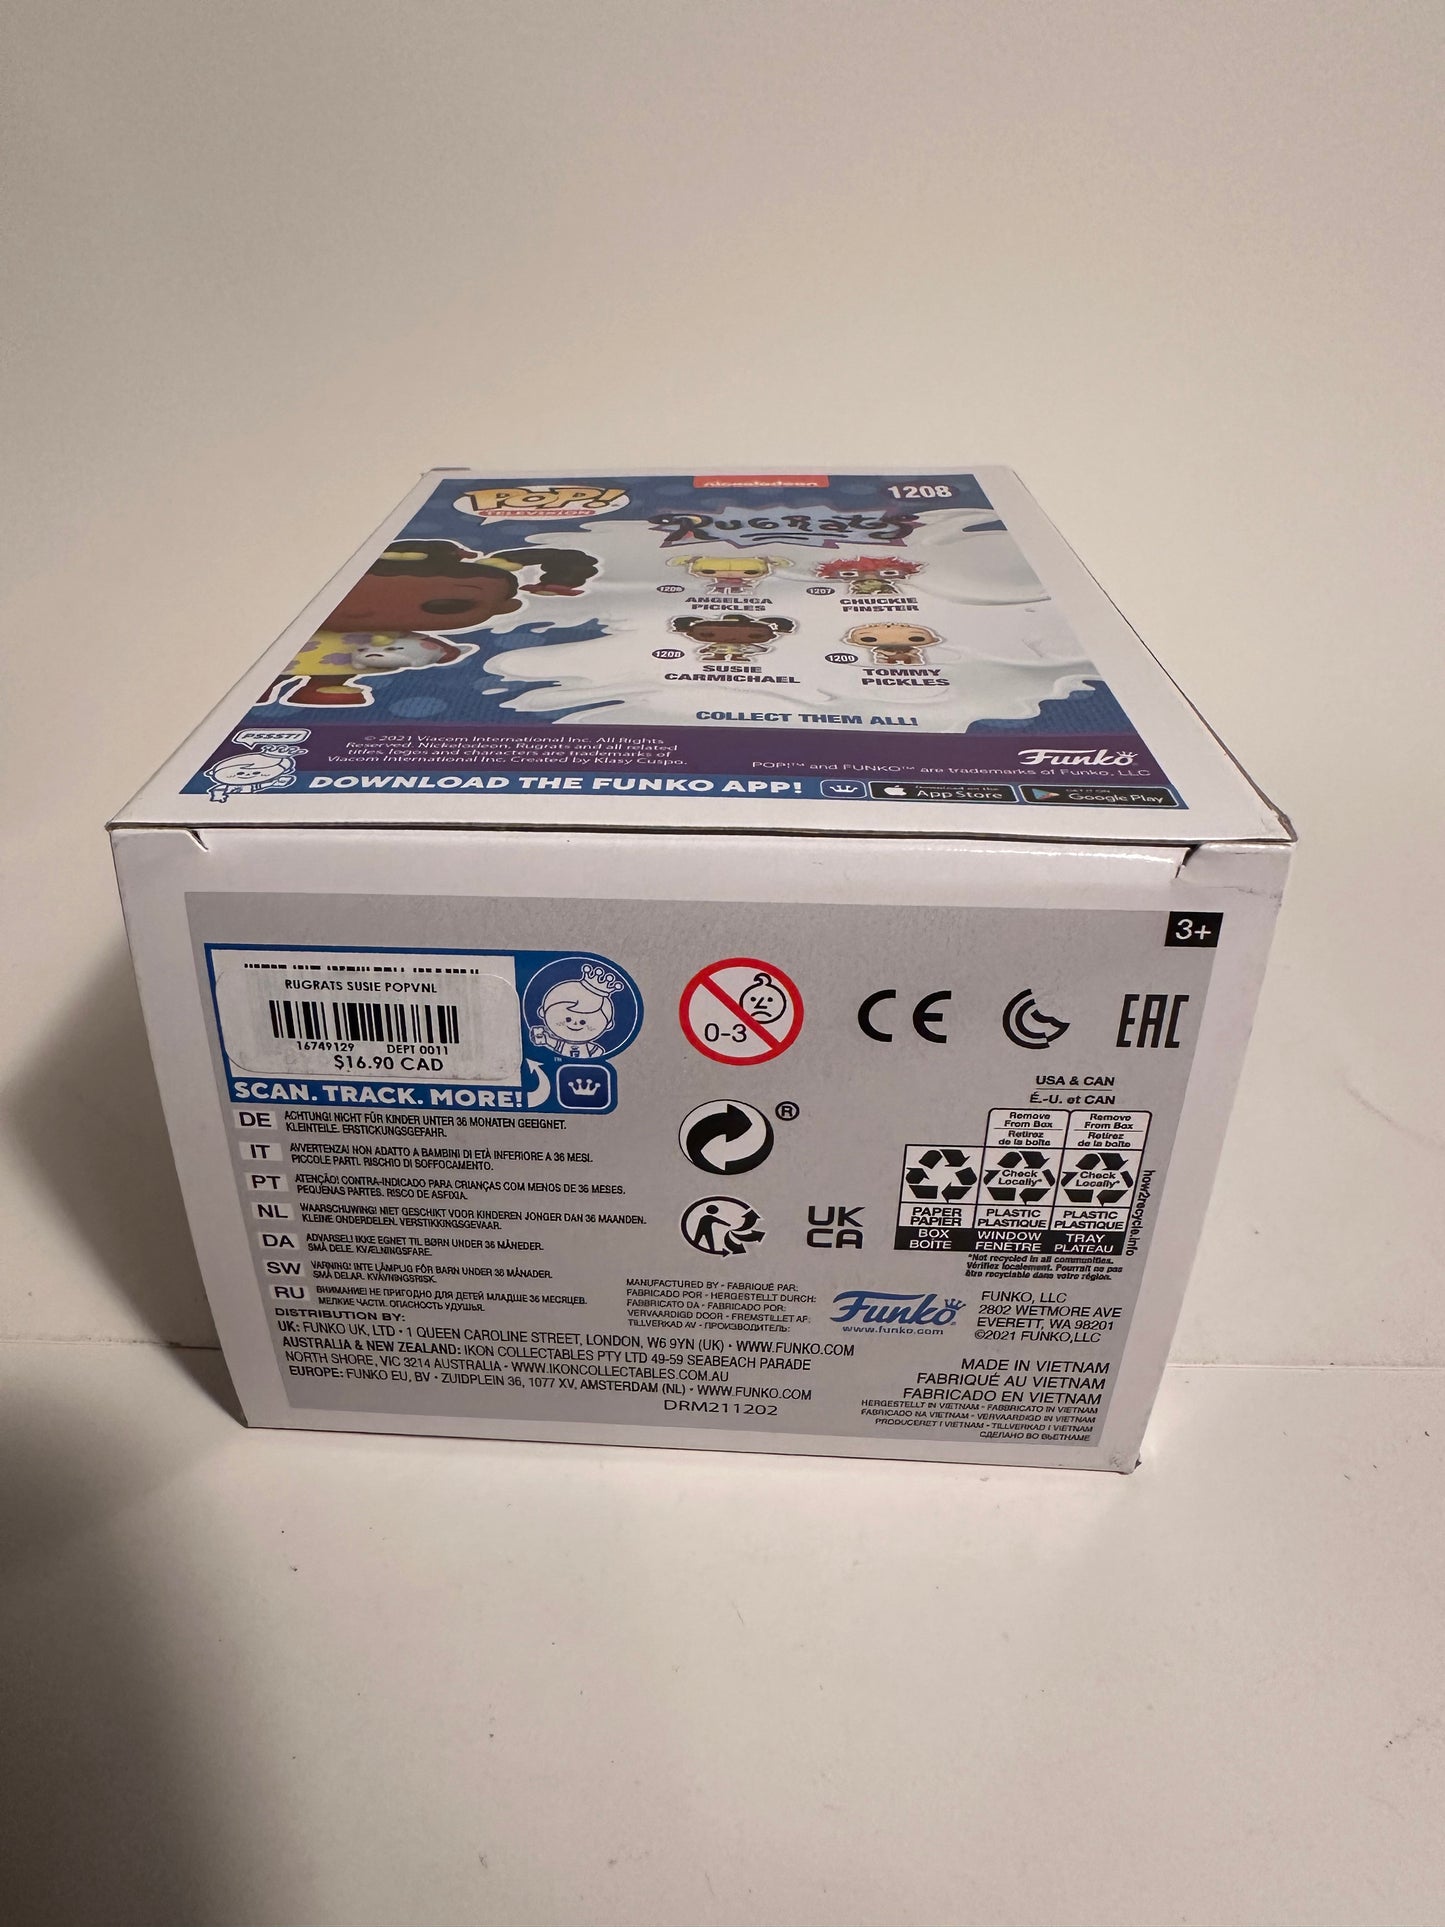 nickelodeon
POP!
TELEVISION
1208
RUGRATS
1206
ANGELICA
PICKLES
1207
CHUCKIE
FINSTER
1208
SUSIE
CARMICHAEL
1209
TOMMY
PICKLES
COLLECT THEM ALL!
PSSST!
© 2021 Viacom International Inc. All Rights
Reserved. Nickelodeon, Rugrats and all related
titles, logos and characters are trademarks of
Viacom International Inc. Created by Klasy Cuspo.
Funko
POP!™ and FUNKO™ are trademarks of Funko, LLC
DOWNLOAD THE FUNKO APP!
Download on the
App Store
GET IT ON
Google Play
3+
RUGRATS SUSIE POPVNL
16749129 DEPT 0011
$16.90 CAD
SCAN. TRACK. MORE!
TM
0-3
CE
EAC
®
UK
CA
DE ACHTUNG! NICHT FÜR KINDER UNTER 36 MONATEN GEEIGNET.
KLEINTEILE. ERSTICKUNGSGEFAHR.
IT AVVERTENZA! NON ADATTO A BAMBINI DI ETÀ INFERIORE A 36 MESI.
PICCOLE PARTI. RISCHIO DI SOFFOCAMENTO.
PT ATENÇÃO! CONTRA-INDICADO PARA CRIANÇAS COM MENOS DE 36 MESES.
PEQUENAS PARTES. RISCO DE ASFIXIA.
NL WAARSCHUWING! NIET GESCHIKT VOOR KINDEREN JONGER DAN 36 MAANDEN.
KLEINE ONDERDELEN. VERSTIKKINGSGEVAAR.
DA ADVARSEL! IKKE EGNET TIL BØRN UNDER 36 MÅNEDER.
SMÅ DELE. KVÆLNINGSFARE.
SW VARNING! INTE LÄMPLIG FÖR BARN UNDER 36 MÅNADER.
SMÅ DELAR. KVÄVNINGSRISK.
RU ВНИМАНИЕ! НЕ ПРИГОДНО ДЛЯ ДЕТЕЙ МЛАДШЕ 36 МЕСЯЦЕВ.
МЕЛКИЕ ЧАСТИ. ОПАСНОСТЬ УДУШЬЯ.
USA & CAN
É.-U. et CAN
Remove
From Box
Retirez
de la boîte
Remove
From Box
Retirez
de la boîte
Check
Locally*
Check
Locally*
PAPER
PAPIER
PLASTIC
PLASTIQUE
PLASTIC
PLASTIQUE
BOX
BOÎTE
WINDOW
FENÊTRE
TRAY
PLATEAU
how2recycle.info
*Not recycled in all communities.
Vérifiez localement. Pourrait ne pas
être recyclable dans votre région.
MANUFACTURED BY - FABRIQUÉ PAR:
FABRICADO POR - HERGESTELLT DURCH:
FABBRICATO DA - FABRICADO POR:
VERVAARDIGD DOOR - FREMSTILLET AF:
TILLVERKAD AV - ПРОИЗВОДИТЕЛЬ:
Funko
www.funko.com
FUNKO, LLC
2802 WETMORE AVE
EVERETT, WA 98201
©2021 FUNKO,LLC
DISTRIBUTION BY:
UK: FUNKO UK, LTD • 1 QUEEN CAROLINE STREET, LONDON, W6 9YN (UK) • WWW.FUNKO.COM
AUSTRALIA & NEW ZEALAND: IKON COLLECTABLES PTY LTD 49-59 SEABEACH PARADE
NORTH SHORE, VIC 3214 AUSTRALIA • WWW.IKONCOLLECTABLES.COM.AU
EUROPE: FUNKO EU, BV • ZUIDPLEIN 36, 1077 XV, AMSTERDAM (NL) • WWW.FUNKO.COM
DRM211202
MADE IN VIETNAM
FABRIQUÉ AU VIETNAM
FABRICADO EN VIETNAM
HERGESTELLT IN VIETNAM - FABBRICATO IN VIETNAM
FABRICADO NA VIETNAM - VERVAARDIGD IN VIETNAM
PRODUCERET I VIETNAM - TILLVERKAD I VIETNAM
СДЕЛАНО ВО ВЬЕТНАМЕ